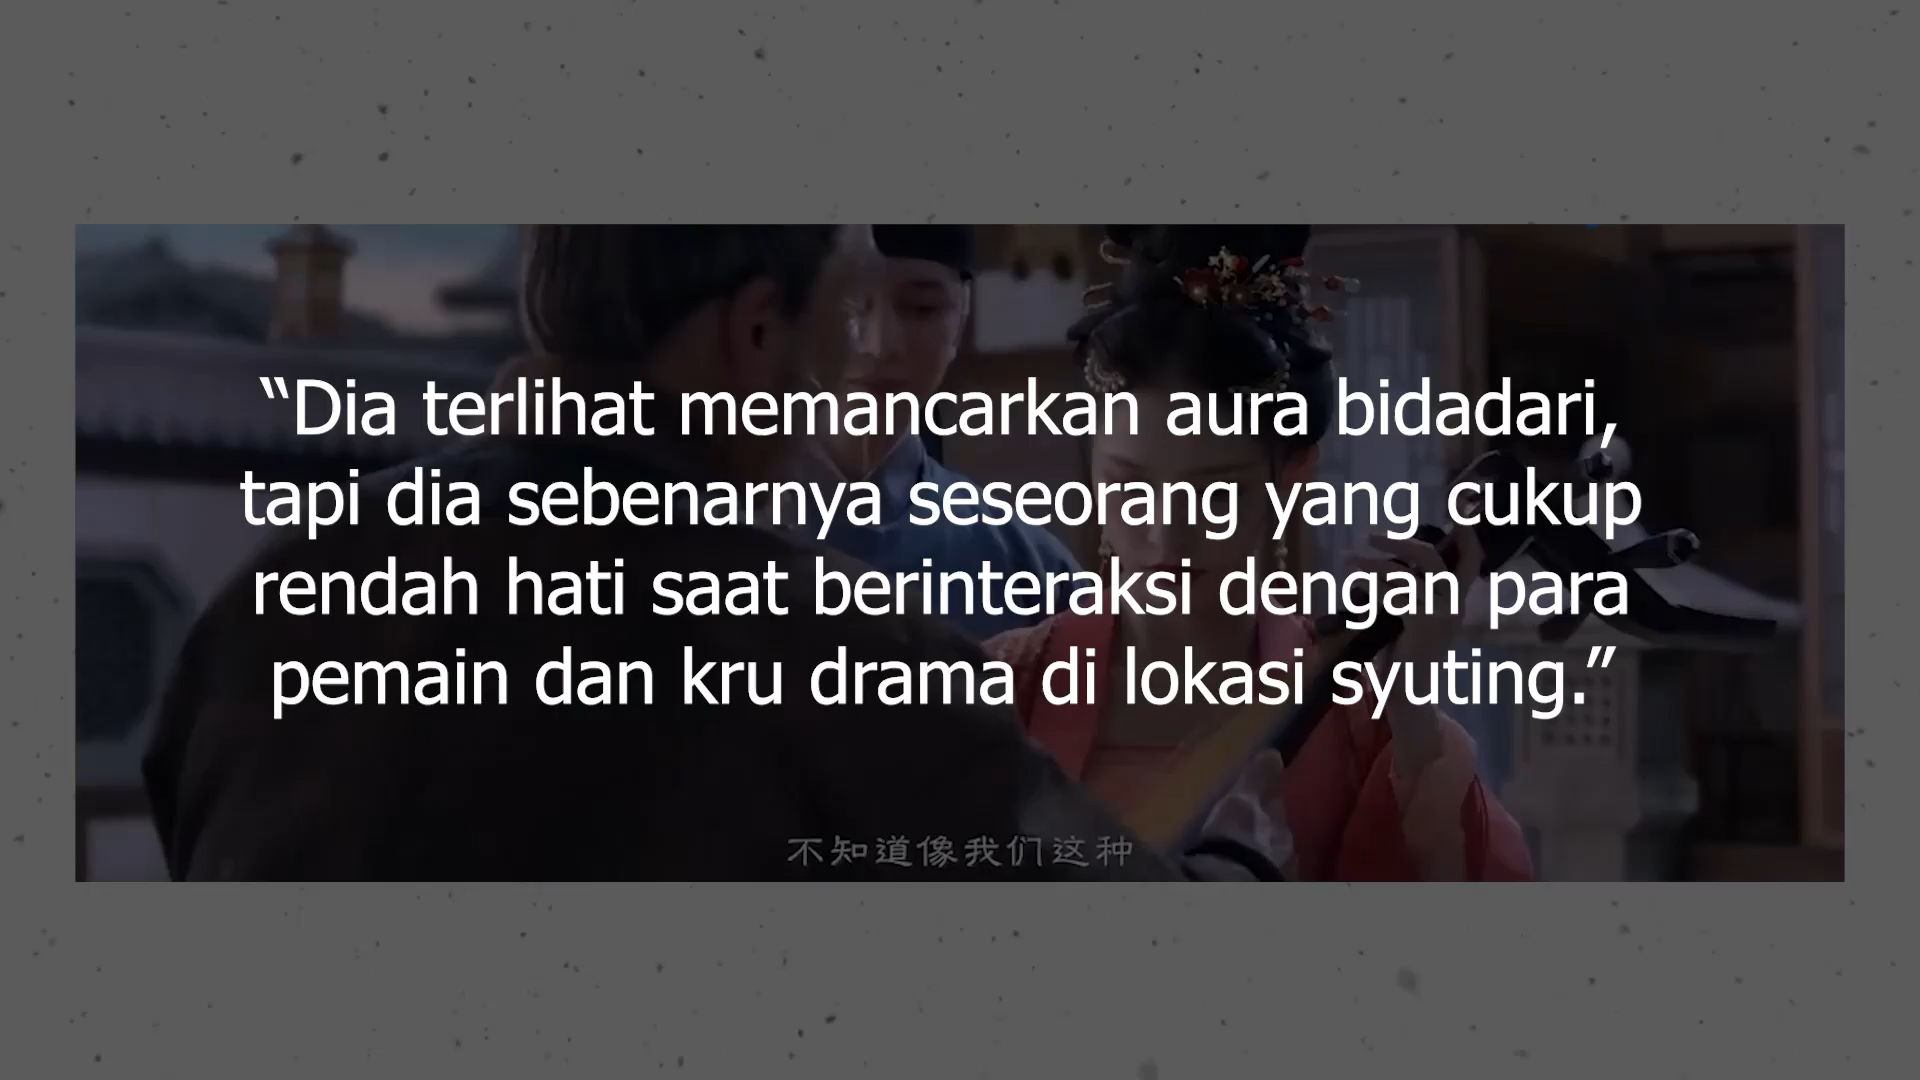 “Dia terlihat memancarkan aura bidadari,
tapi dia sebenarnya seseorang yang cukup
rendah hati saat berinteraksi dengan para
pemain dan kru drama di lokasi syuting.”
不知道像我们这种